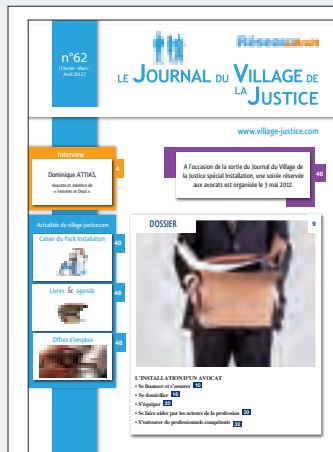 n°62
(Février - Mars -
Avril 2012)
LE JOURNAL DU VILLAGE DE
LA JUSTICE
www.village-justice.com
Interview
Dominique ATTIAS,
Avocate et membre de
« Femmes et Droit »
4
A l'occasion de la sortie du Journal du Village de
la Justice spécial Installation, une soirée réservée
aux avocats est organisée le 3 mai 2012.
48
Actualités du village-justice.com
Cahier du Pack Installation
40
Livres & agenda
46
Offres d'emplois
48
DOSSIER
9
L'INSTALLATION D'UN AVOCAT
• Se financer et s'assurer 10
• Se domicilier
• S'équiper
• Se faire aider par les acteurs de la profession
• S'entourer de professionnels compétents